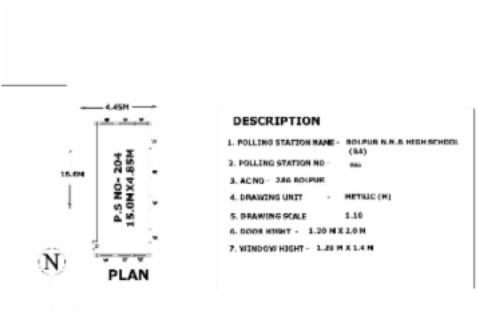 4.45M
W W W
DESCRIPTION
1. POLLING STATION NAME - BOLPUR N.N.B HIGH SCHOOL
(R4)
2. POLLING STATION NO -
3. AC NO - 286 BOLPUR
4. DRAWING UNIT - METRIC (M)
5. DRAWING SCALE 1.10
6. DOOR HIGHT - 1.20 M X 2.0 M
7. WINDOW HIGHT - 1.20 M X 1.4 M
15.0M
P.S NO- 204
15.0MX4.85M
W
W
W
W
D
N
PLAN